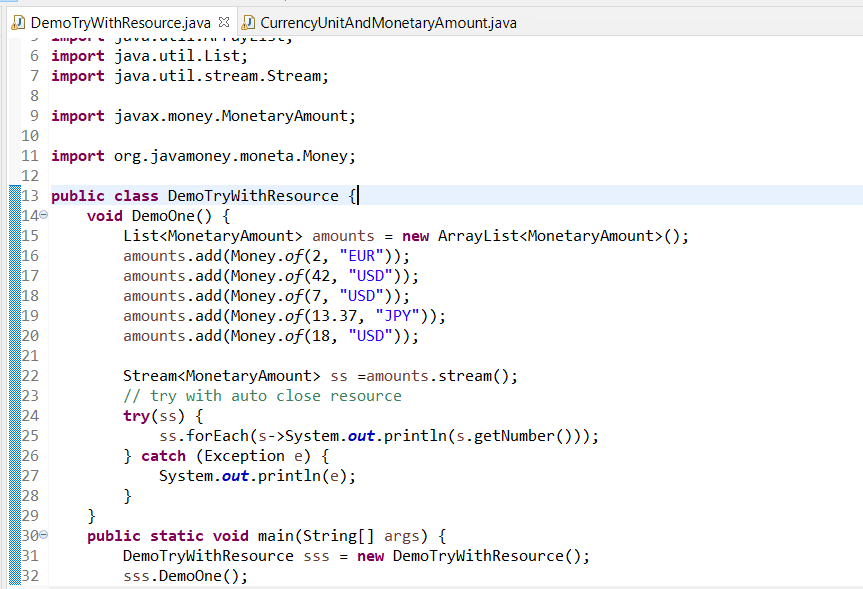 DemoTryWithResource.java CurrencyUnitAndMonetaryAmount.java
5 import java.util.ArrayList;
6 import java.util.List;
7 import java.util.stream.Stream;
8
9 import javax.money.MonetaryAmount;
10
11 import org.javamoney.moneta.Money;
12
13 public class DemoTryWithResource {
14 void DemoOne() {
15 List<MonetaryAmount> amounts = new ArrayList<MonetaryAmount>();
16 amounts.add(Money.of(2, "EUR"));
17 amounts.add(Money.of(42, "USD"));
18 amounts.add(Money.of(7, "USD"));
19 amounts.add(Money.of(13.37, "JPY"));
20 amounts.add(Money.of(18, "USD"));
21
22 Stream<MonetaryAmount> ss =amounts.stream();
23 // try with auto close resource
24 try(ss) {
25 ss.forEach(s->System.out.println(s.getNumber()));
26 } catch (Exception e) {
27 System.out.println(e);
28 }
29 }
30 public static void main(String[] args) {
31 DemoTryWithResource sss = new DemoTryWithResource();
32 sss.DemoOne();